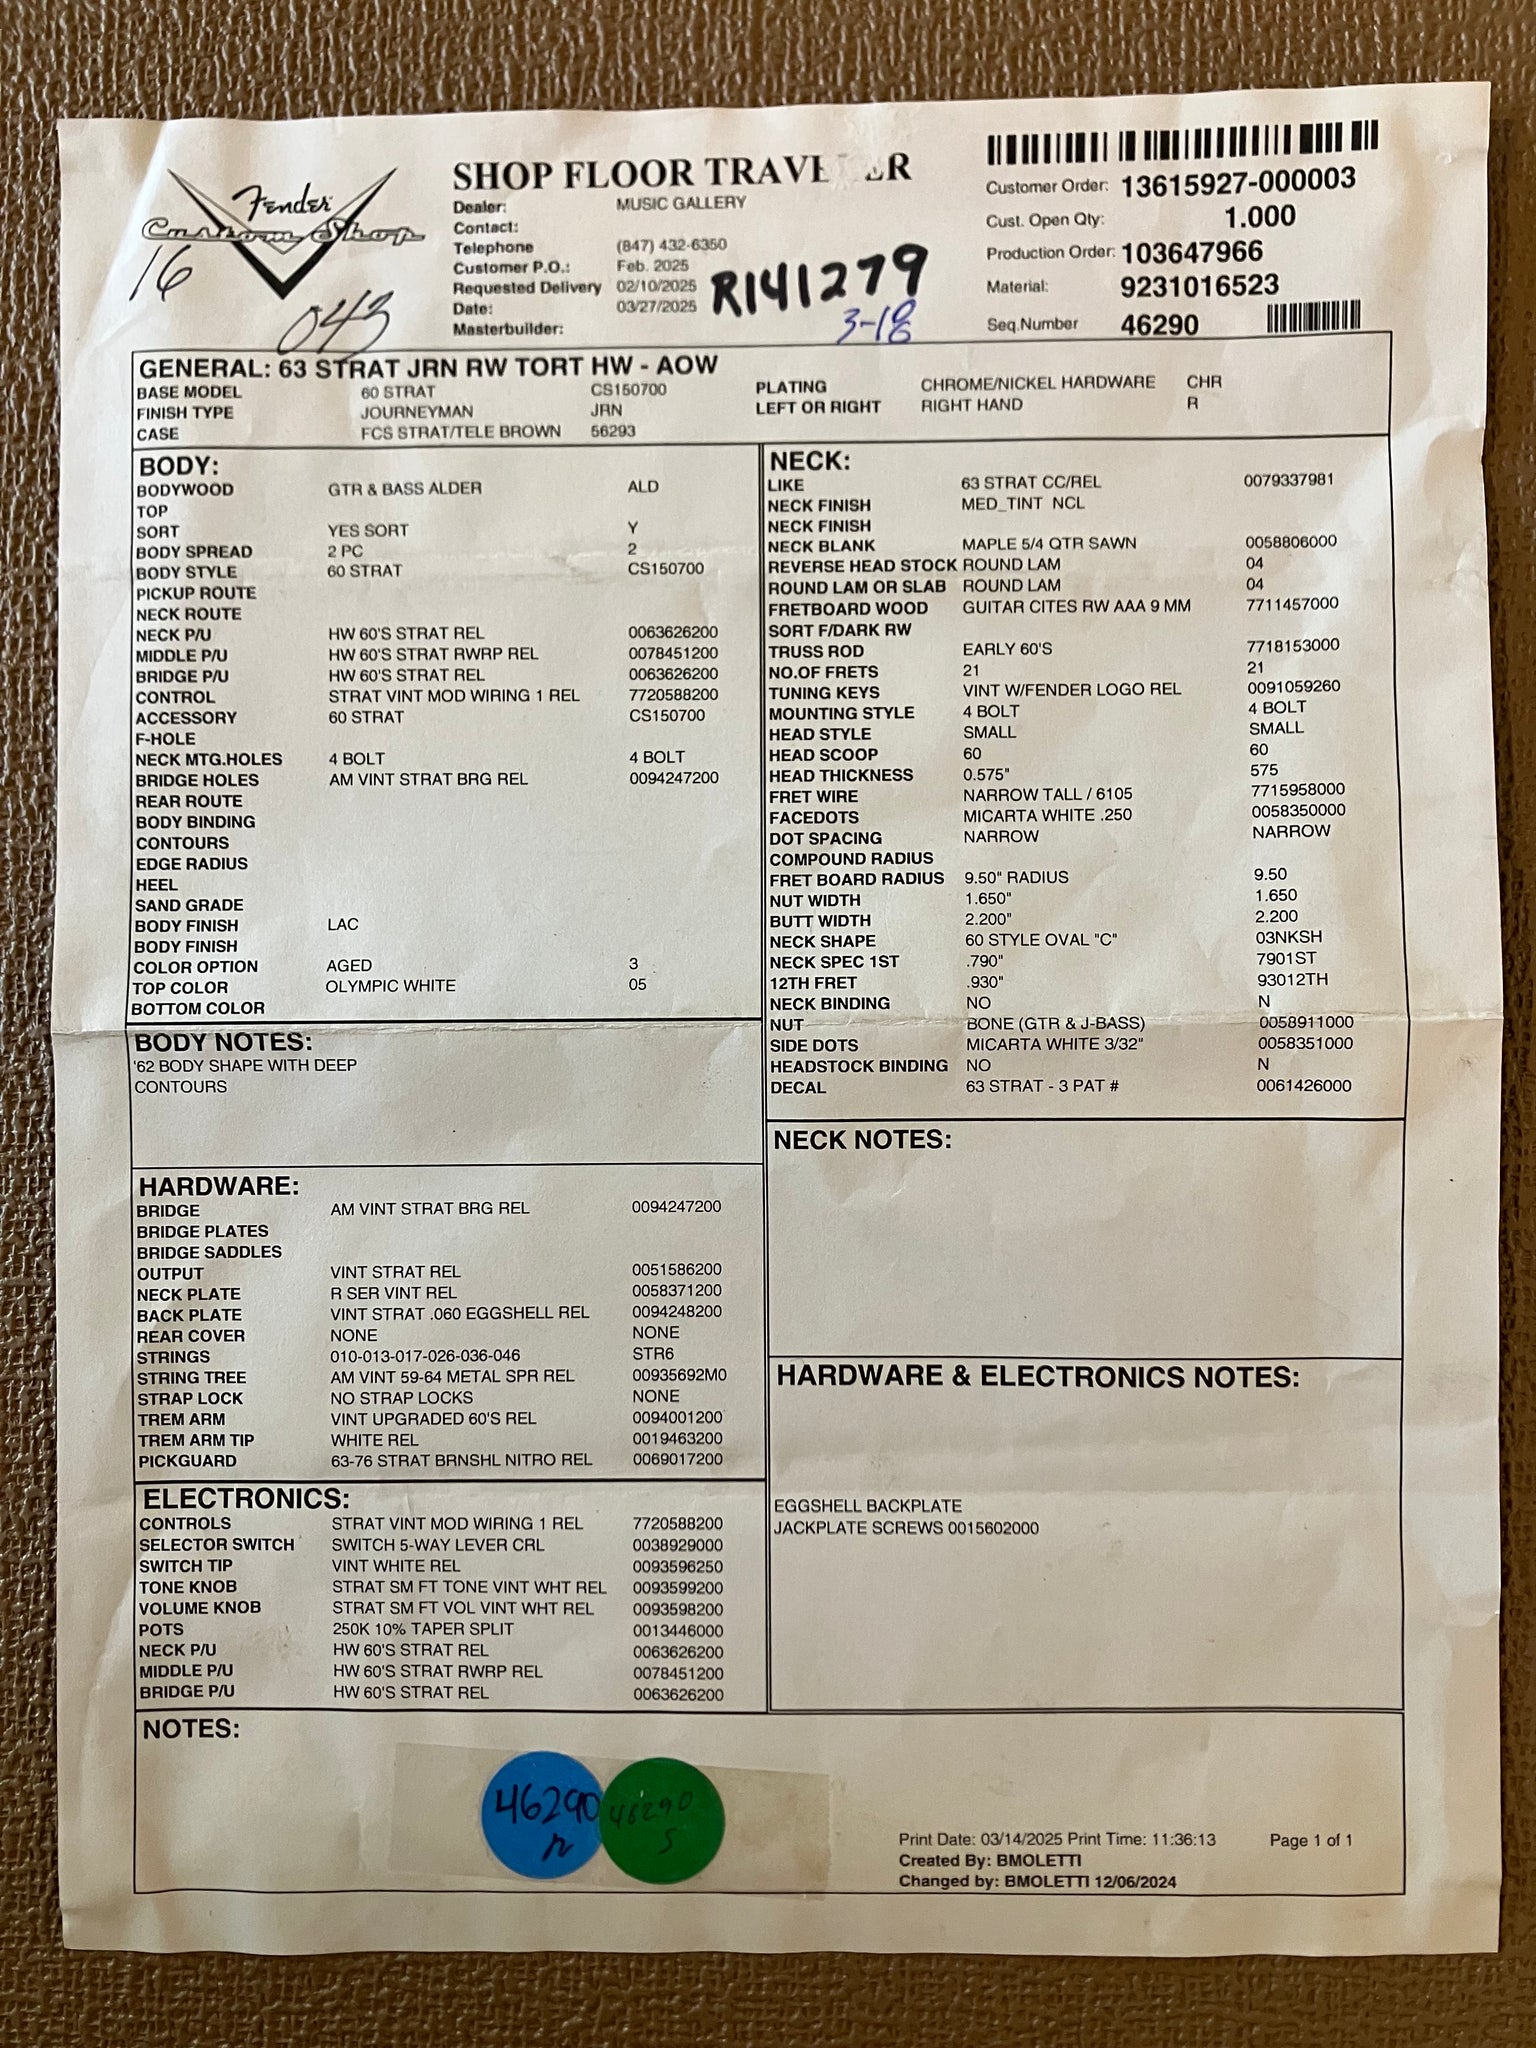 Fender
Custom Shop
16
043
SHOP FLOOR TRAVE ER
Dealer: MUSIC GALLERY
Contact:
Telephone (847) 432-6350
Customer P.O.: Feb. 2025
Requested Delivery 02/10/2025
Date: 03/27/2025
Masterbuilder:
R141279
3-18
Customer Order: 13615927-000003
Cust. Open Qty: 1.000
Production Order: 103647966
Material: 9231016523
Seq.Number 46290
GENERAL: 63 STRAT JRN RW TORT HW - AOW
BASE MODEL 60 STRAT CS150700 PLATING CHROME/NICKEL HARDWARE CHR
FINISH TYPE JOURNEYMAN JRN LEFT OR RIGHT RIGHT HAND R
CASE FCS STRAT/TELE BROWN 56293
BODY:
BODYWOOD GTR & BASS ALDER ALD
TOP
SORT YES SORT Y
BODY SPREAD 2 PC 2
BODY STYLE 60 STRAT CS150700
PICKUP ROUTE
NECK ROUTE
NECK P/U HW 60'S STRAT REL 0063626200
MIDDLE P/U HW 60'S STRAT RWRP REL 0078451200
BRIDGE P/U HW 60'S STRAT REL 0063626200
CONTROL STRAT VINT MOD WIRING 1 REL 7720588200
ACCESSORY 60 STRAT CS150700
F-HOLE
NECK MTG.HOLES 4 BOLT 4 BOLT
BRIDGE HOLES AM VINT STRAT BRG REL 0094247200
REAR ROUTE
BODY BINDING
CONTOURS
EDGE RADIUS
HEEL
SAND GRADE
BODY FINISH LAC
BODY FINISH
COLOR OPTION AGED 3
TOP COLOR OLYMPIC WHITE 05
BOTTOM COLOR
BODY NOTES:
'62 BODY SHAPE WITH DEEP
CONTOURS
HARDWARE:
BRIDGE AM VINT STRAT BRG REL 0094247200
BRIDGE PLATES
BRIDGE SADDLES
OUTPUT VINT STRAT REL 0051586200
NECK PLATE R SER VINT REL 0058371200
BACK PLATE VINT STRAT .060 EGGSHELL REL 0094248200
REAR COVER NONE NONE
STRINGS 010-013-017-026-036-046 STR6
STRING TREE AM VINT 59-64 METAL SPR REL 00935692M0
STRAP LOCK NO STRAP LOCKS NONE
TREM ARM VINT UPGRADED 60'S REL 0094001200
TREM ARM TIP WHITE REL 0019463200
PICKGUARD 63-76 STRAT BRNSHL NITRO REL 0069017200
ELECTRONICS:
CONTROLS STRAT VINT MOD WIRING 1 REL 7720588200
SELECTOR SWITCH SWITCH 5-WAY LEVER CRL 0038929000
SWITCH TIP VINT WHITE REL 0093596250
TONE KNOB STRAT SM FT TONE VINT WHT REL 0093599200
VOLUME KNOB STRAT SM FT VOL VINT WHT REL 0093598200
POTS 250K 10% TAPER SPLIT 0013446000
NECK P/U HW 60'S STRAT REL 0063626200
MIDDLE P/U HW 60'S STRAT RWRP REL 0078451200
BRIDGE P/U HW 60'S STRAT REL 0063626200
NECK:
LIKE 63 STRAT CC/REL 0079337981
NECK FINISH MED_TINT NCL
NECK FINISH
NECK BLANK MAPLE 5/4 QTR SAWN 0058806000
REVERSE HEAD STOCK ROUND LAM 04
ROUND LAM OR SLAB ROUND LAM 04
FRETBOARD WOOD GUITAR CITES RW AAA 9 MM 7711457000
SORT F/DARK RW
TRUSS ROD EARLY 60'S 7718153000
NO.OF FRETS 21 21
TUNING KEYS VINT W/FENDER LOGO REL 0091059260
MOUNTING STYLE 4 BOLT 4 BOLT
HEAD STYLE SMALL SMALL
HEAD SCOOP 60 60
HEAD THICKNESS 0.575" 575
FRET WIRE NARROW TALL / 6105 7715958000
FACEDOTS MICARTA WHITE .250 0058350000
DOT SPACING NARROW NARROW
COMPOUND RADIUS
FRET BOARD RADIUS 9.50" RADIUS 9.50
NUT WIDTH 1.650" 1.650
BUTT WIDTH 2.200" 2.200
NECK SHAPE 60 STYLE OVAL "C" 03NKSH
NECK SPEC 1ST .790" 7901ST
12TH FRET .930" 93012TH
NECK BINDING NO N
NUT BONE (GTR & J-BASS) 0058911000
SIDE DOTS MICARTA WHITE 3/32" 0058351000
HEADSTOCK BINDING NO N
DECAL 63 STRAT - 3 PAT # 0061426000
NECK NOTES:
HARDWARE & ELECTRONICS NOTES:
EGGSHELL BACKPLATE
JACKPLATE SCREWS 0015602000
NOTES:
46290
n
46290
S
Print Date: 03/14/2025 Print Time: 11:36:13 Page 1 of 1
Created By: BMOLETTI
Changed by: BMOLETTI 12/06/2024